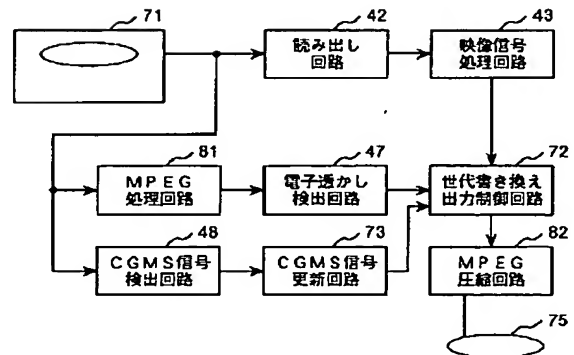 71
42
読み出し
回路
43
映像信号
処理回路
81
MPEG
処理回路
47
電子透かし
検出回路
72
世代書き換え
出力制御回路
48
CGMS信号
検出回路
73
CGMS信号
更新回路
82
MPEG
圧縮回路
75